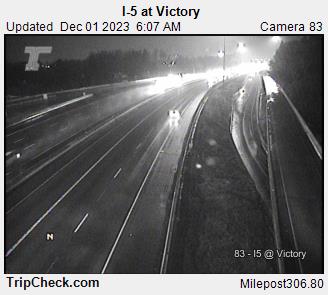 I-5 at Victory
Updated Dec 01 2023 6:07 AM Camera 83
T
N
83 - I5 @ Victory
TripCheck.com Milepost306.80